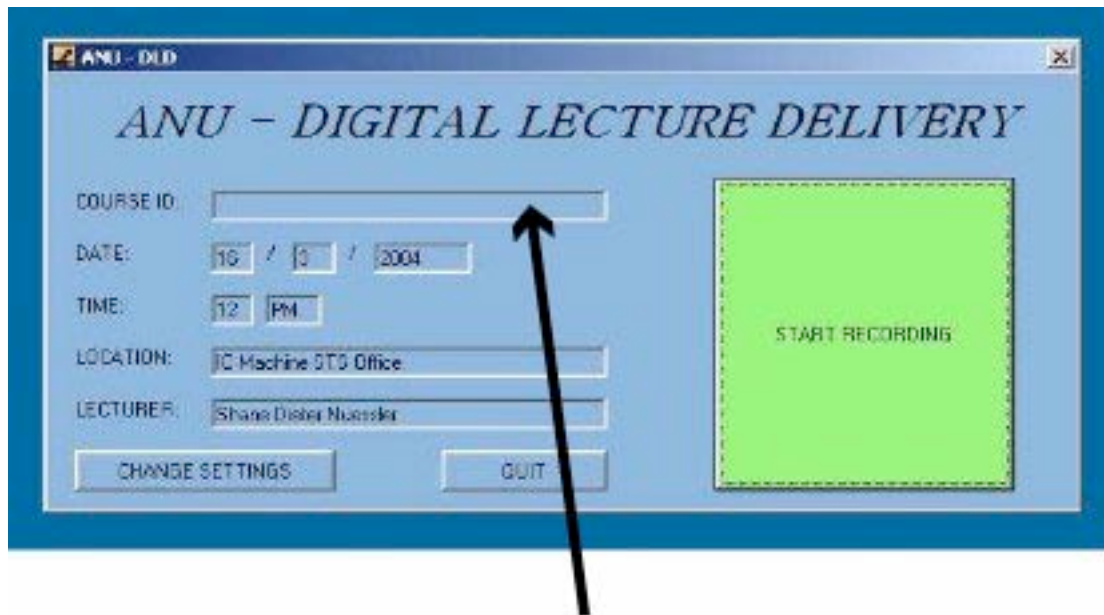 ANU - DLD
ANU - DIGITAL LECTURE DELIVERY
COURSE ID:
DATE: 16 / 3 / 2004
TIME: 12 PM
START RECORDING
LOCATION: IC Machine STS Office
LECTURER: Shane Dieter Nuessler
CHANGE SETTINGS QUIT